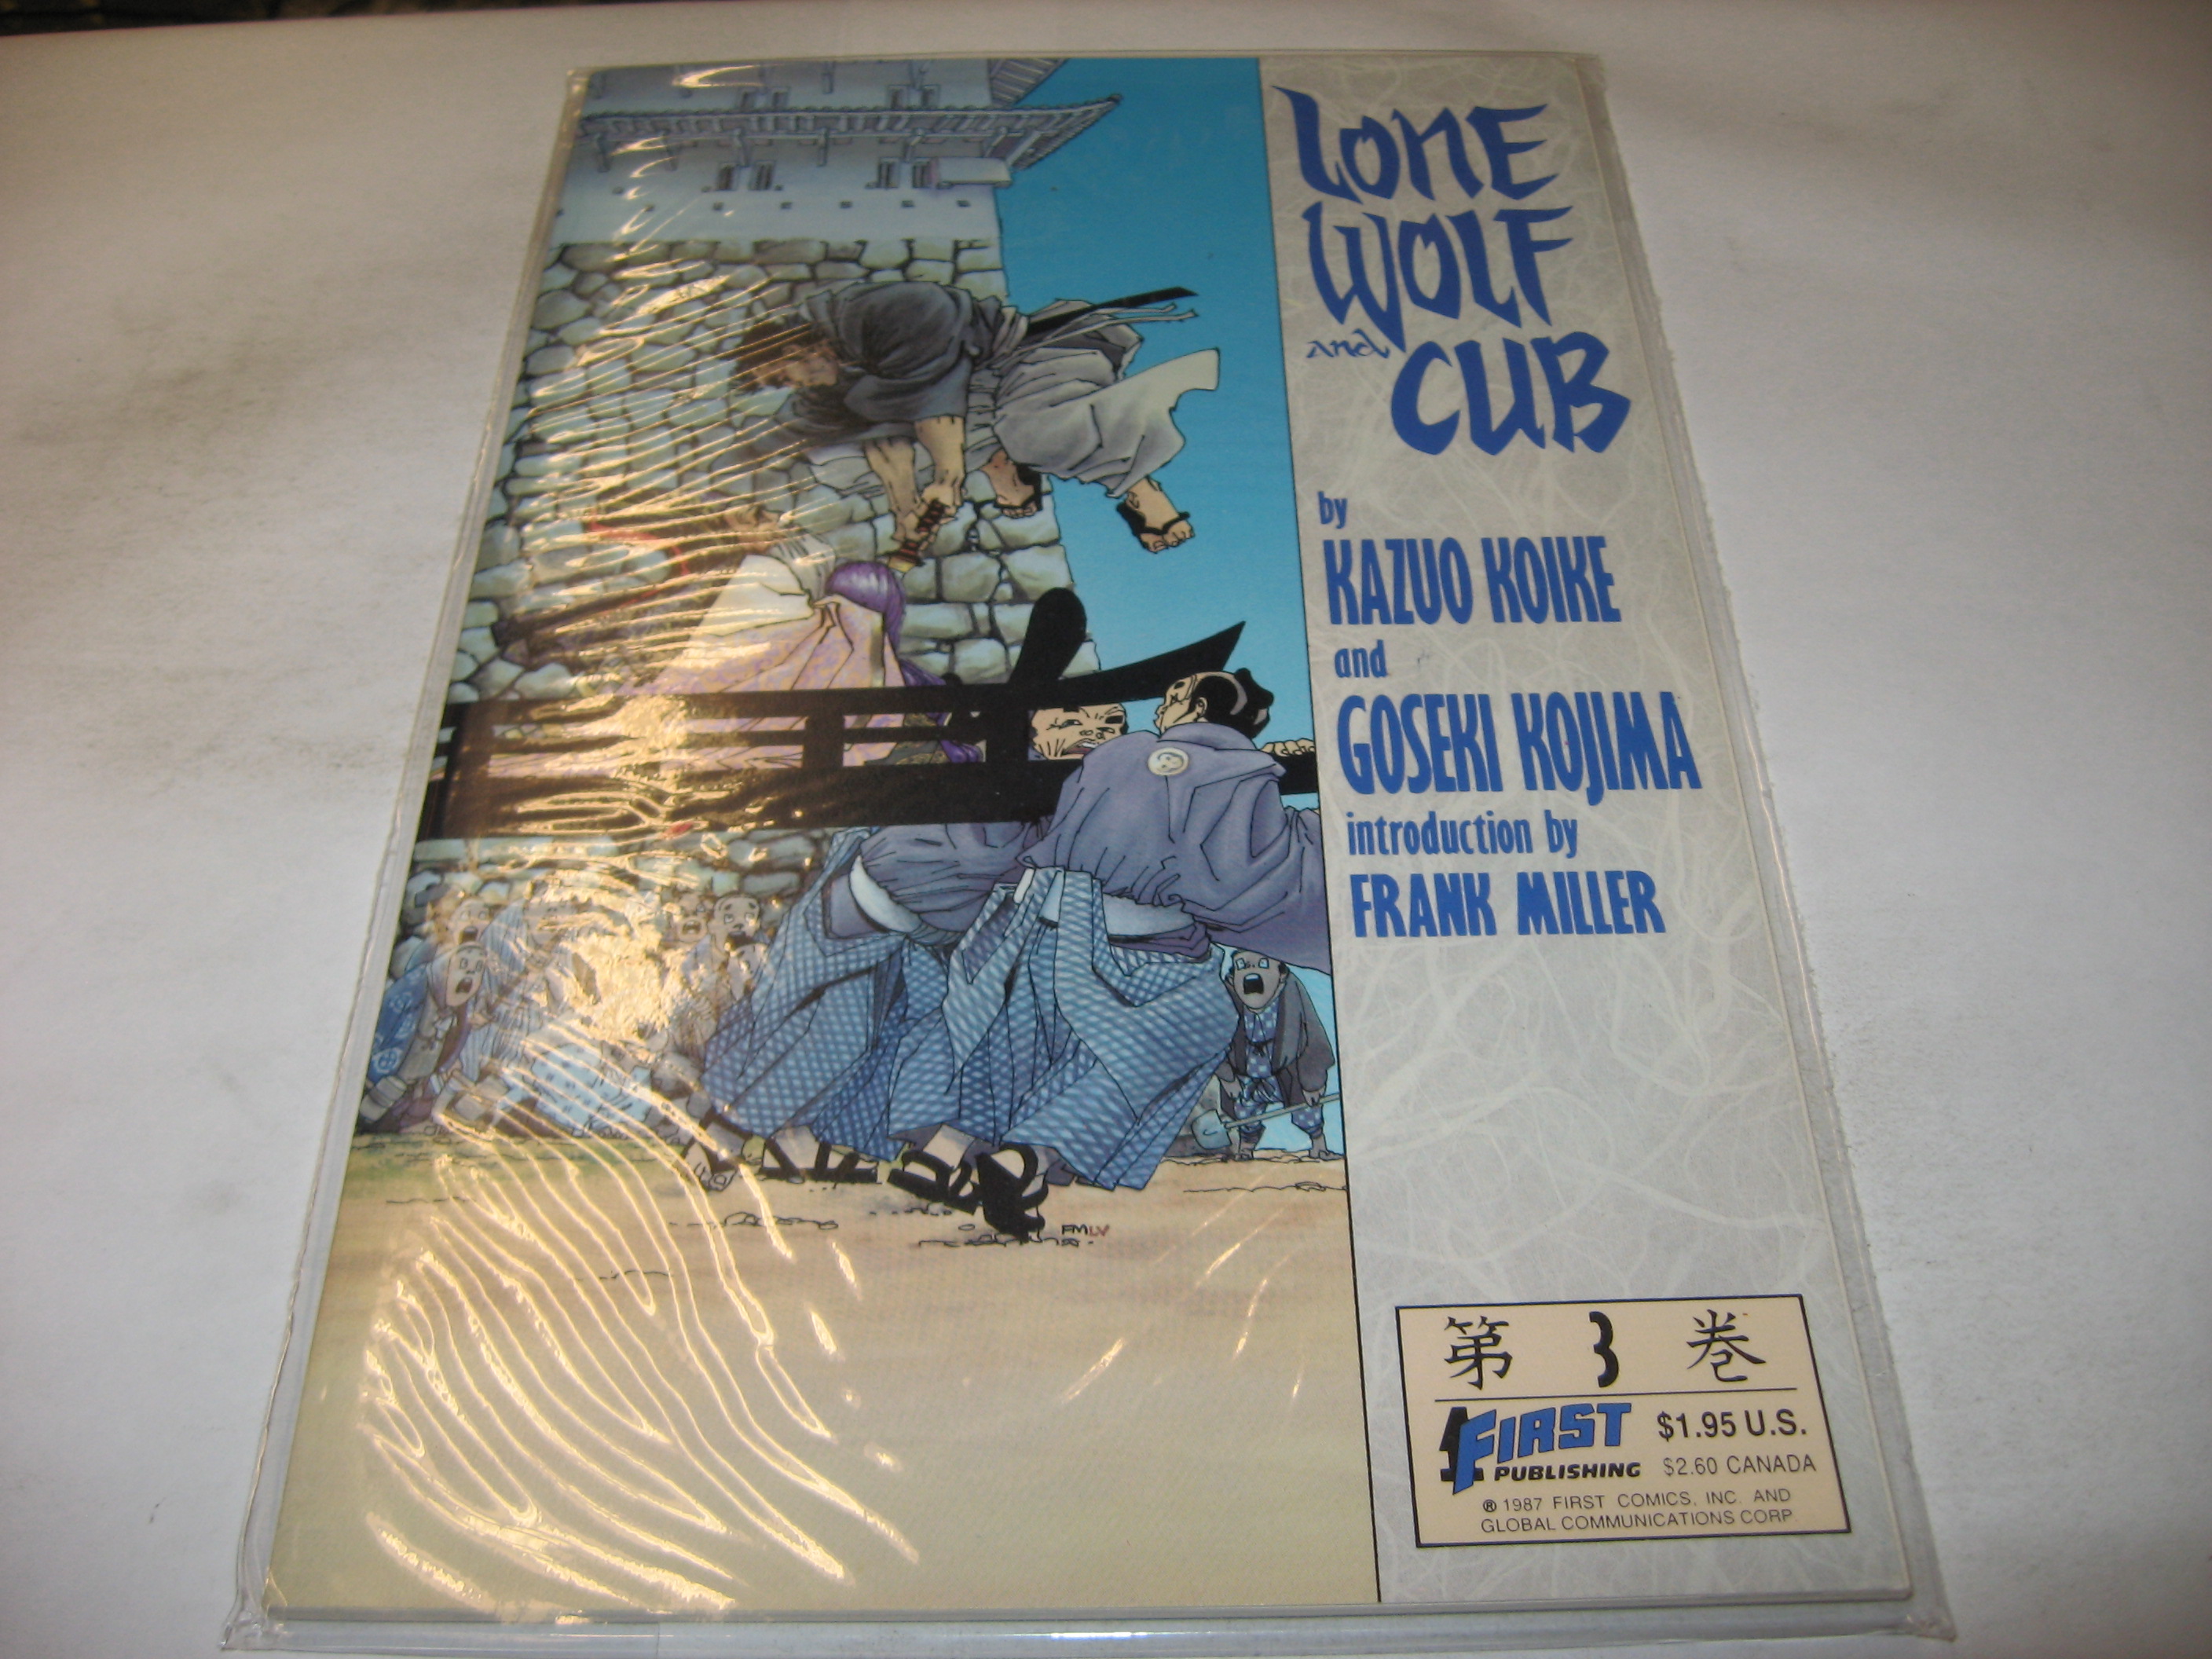 LONE
WOLF
and CUB
by
KAZUO KOIKE
and
GOSEKI KOJIMA
introduction by
FRANK MILLER
FMLV
第 3 巻
FIRST
PUBLISHING
$1.95 U.S.
$2.60 CANADA
® 1987 FIRST COMICS, INC. AND
GLOBAL COMMUNICATIONS CORP.